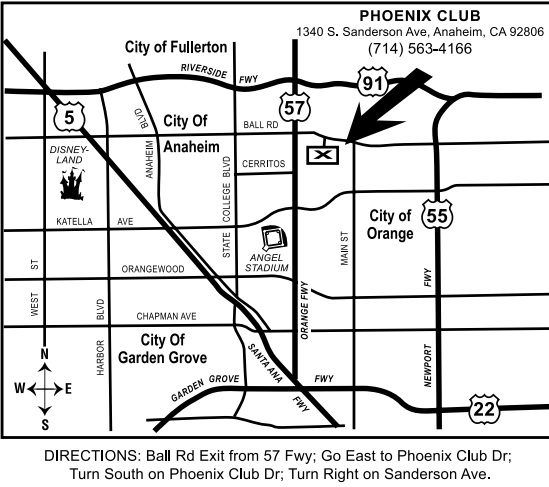 PHOENIX CLUB
1340 S. Sanderson Ave, Anaheim, CA 92806
(714) 563-4166
City of Fullerton
RIVERSIDE FWY
91
5
57
BLVD
City Of
Anaheim
BALL RD
DISNEY-
LAND
ANAHEIM
CERRITOS
X
STATE COLLEGE BLVD
KATELLA AVE
City of
Orange
55
ANGEL
STADIUM
MAIN ST
WEST ST
ORANGEWOOD
HARBOR BLVD
ORANGE FWY
NEWPORT FWY
CHAPMAN AVE
City Of
Garden Grove
SANTA ANA FWY
GARDEN GROVE FWY
22
N
W E
S
DIRECTIONS: Ball Rd Exit from 57 Fwy; Go East to Phoenix Club Dr;
Turn South on Phoenix Club Dr; Turn Right on Sanderson Ave.